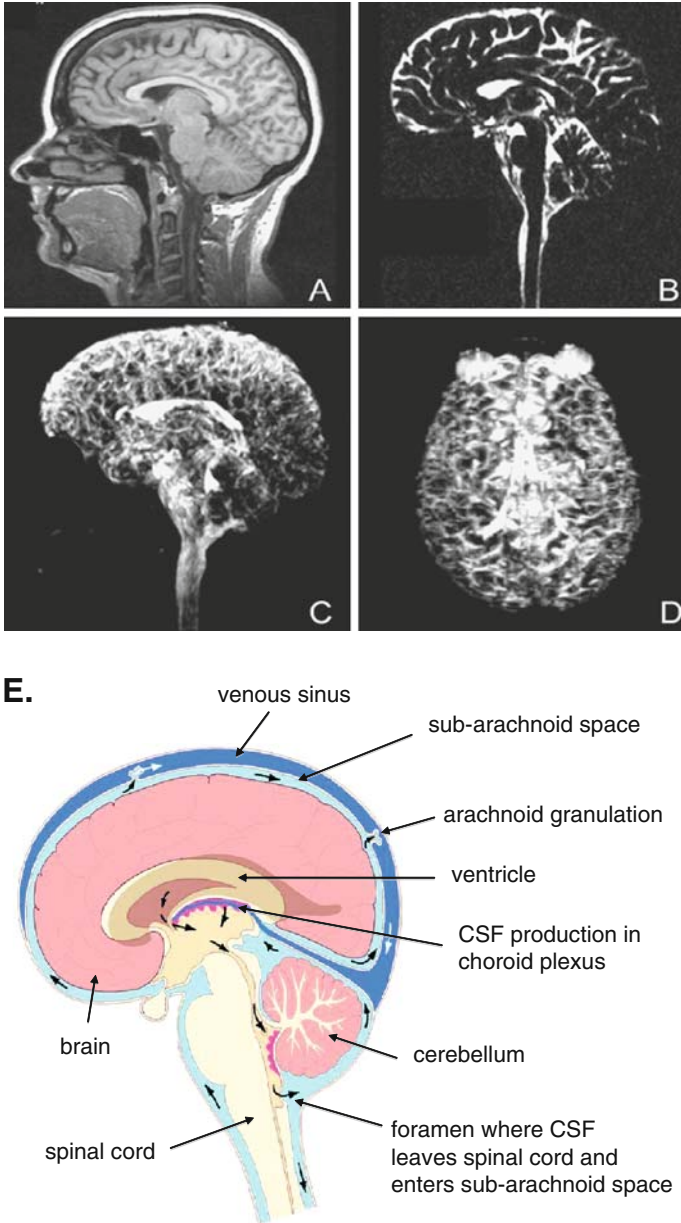 A
B
C
D
E.
venous sinus
sub-arachnoid space
arachnoid granulation
ventricle
CSF production in
choroid plexus
brain
cerebellum
spinal cord
foramen where CSF
leaves spinal cord and
enters sub-arachnoid space